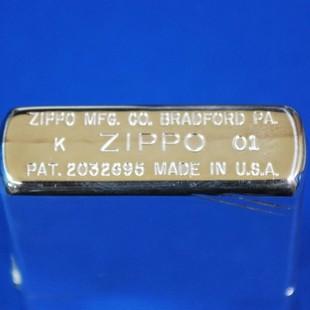 ZIPPO MFG. CO. BRADFORD PA.
K ZIPPO 01
PAT. 2032695 MADE IN U.S.A.